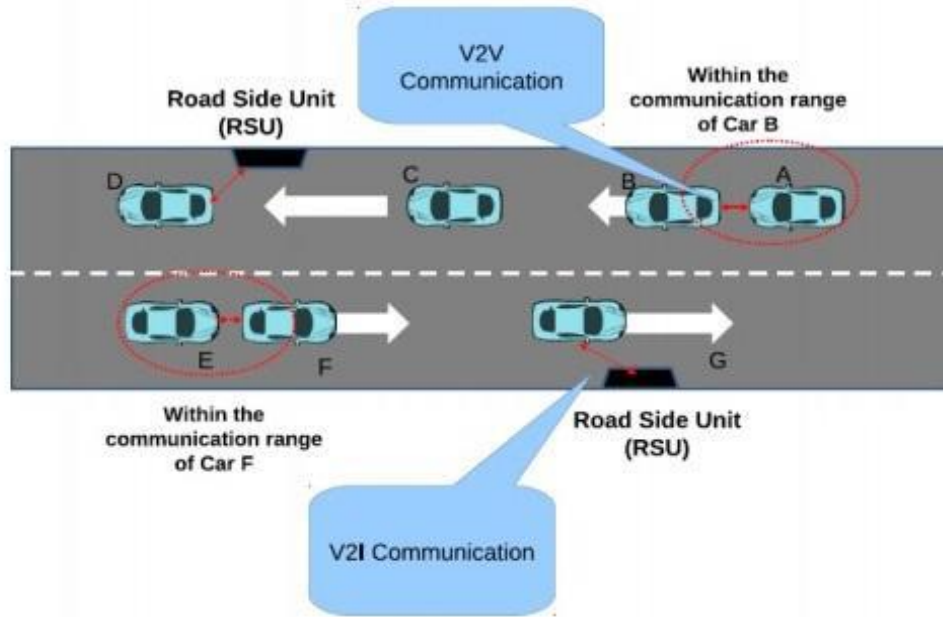 V2V
Communication
Within the
communication range
of Car B
Road Side Unit
(RSU)
D
C
B
A
E
F
G
Within the
communication range
of Car F
Road Side Unit
(RSU)
V2I Communication